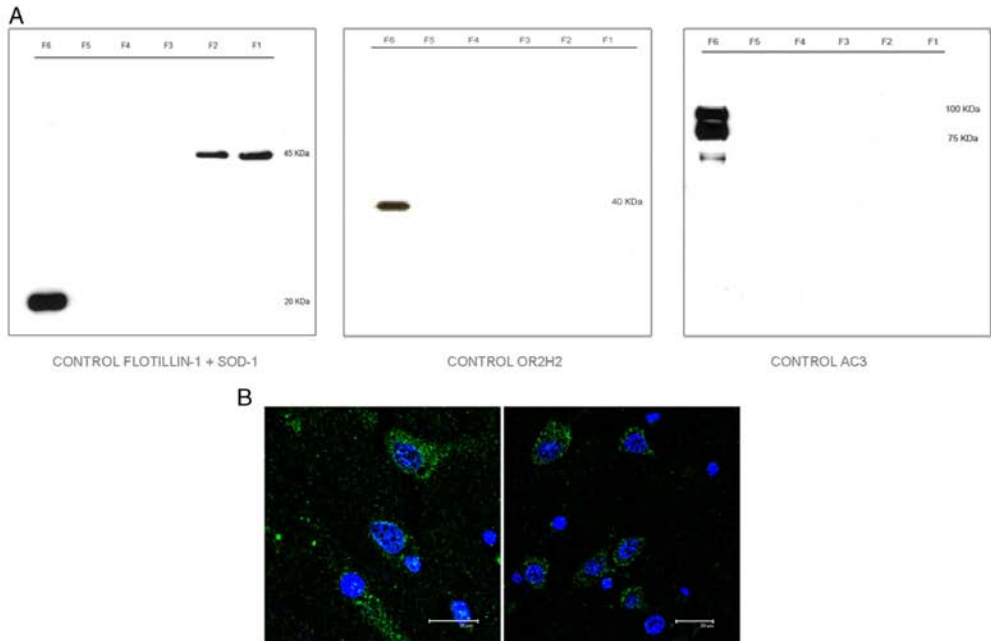 A
F6 F5 F4 F3 F2 F1
45 KDa
20 KDa
CONTROL FLOTILLIN-1 + SOD-1
F6 F5 F4 F3 F2 F1
40 KDa
CONTROL OR2H2
F6 F5 F4 F3 F2 F1
100 KDa
75 KDa
CONTROL AC3
B